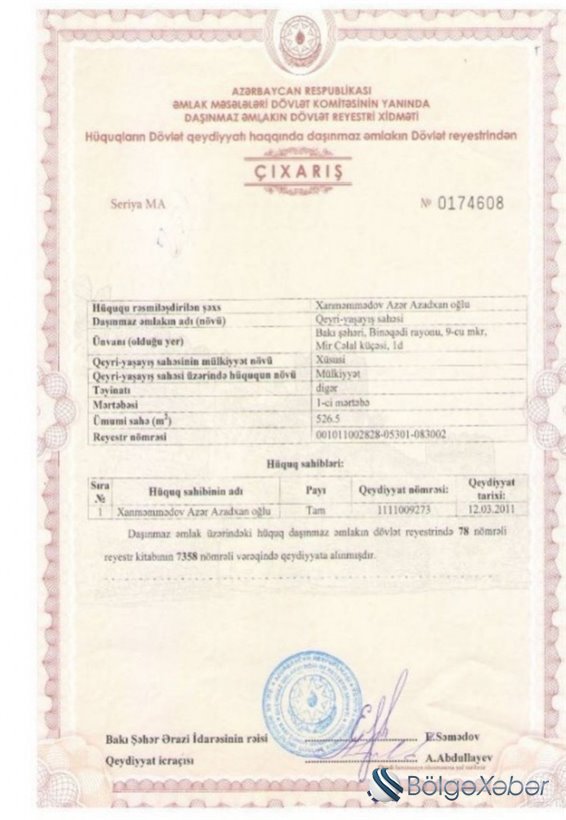 AZƏRBAYCAN RESPUBLİKASI
ƏMLAK MƏSƏLƏLƏRİ DÖVLƏT KOMİTƏSİNİN YANINDA
DAŞINMAZ ƏMLAKIN DÖVLƏT REYESTRİ XİDMƏTİ
Hüquqların Dövlət qeydiyyatı haqqında daşınmaz əmlakın Dövlət reyestrindən
ÇIXARIŞ
Seriya MA № 0174608
Hüququ rəsmiləşdirilən şəxs Xanməmmədov Azər Azadxan oğlu
Daşınmaz əmlakın adı (növü) Qeyri-yaşayış sahəsi
Ünvanı (olduğu yer) Bakı şəhəri, Binəqədi rayonu, 9-cu mkr,
Mir Cəlal küçəsi, 1d
Qeyri-yaşayış sahəsinin mülkiyyət növü Xüsusi
Qeyri-yaşayış sahəsi üzərində hüququn növü Mülkiyyət
Təyinatı digər
Mərtəbəsi 1-ci mərtəbə
Ümumi sahə (m²) 526.5
Reyestr nömrəsi 001011002828-05301-083002
Hüquq sahibləri:
Sıra № Hüquq sahibinin adı Payı Qeydiyyat nömrəsi: Qeydiyyat tarixi:
1 Xanməmmədov Azər Azadxan oğlu Tam 1111009273 12.03.2011
Daşınmaz əmlak üzərindəki hüquq daşınmaz əmlakın dövlət reyestrində 78 nömrəli
reyestr kitabının 7358 nömrəli vərəqində qeydiyyata alınmışdır.
Bakı Şəhər Ərazi İdarəsinin rəisi E.Səmədov
Qeydiyyat icraçısı A.Abdullayev
BölgəXəbər